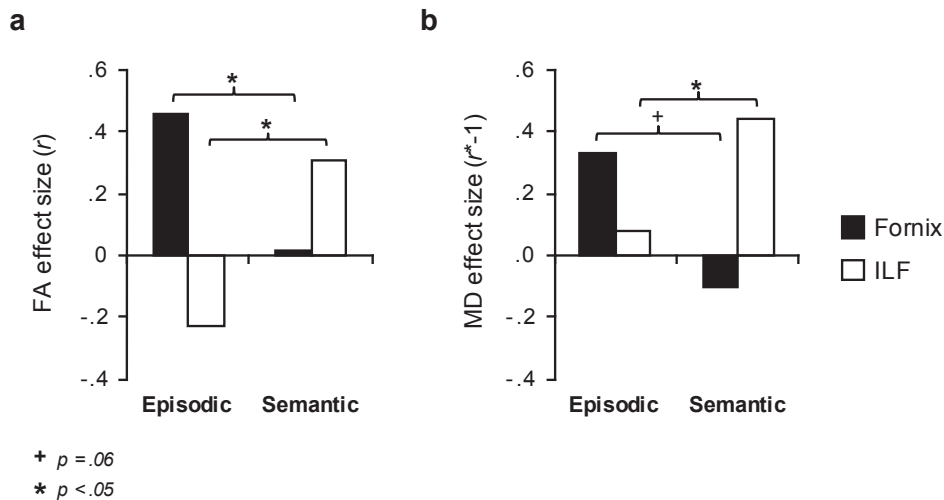 a
b
FA effect size (r)
.6
.4
.2
0
-.2
-.4
*
*
Episodic
Semantic
MD effect size (r*-1)
.6
.4
.2
.0
-.2
-.4
*
+
Episodic
Semantic
Fornix
ILF
+ p =.06
* p <.05